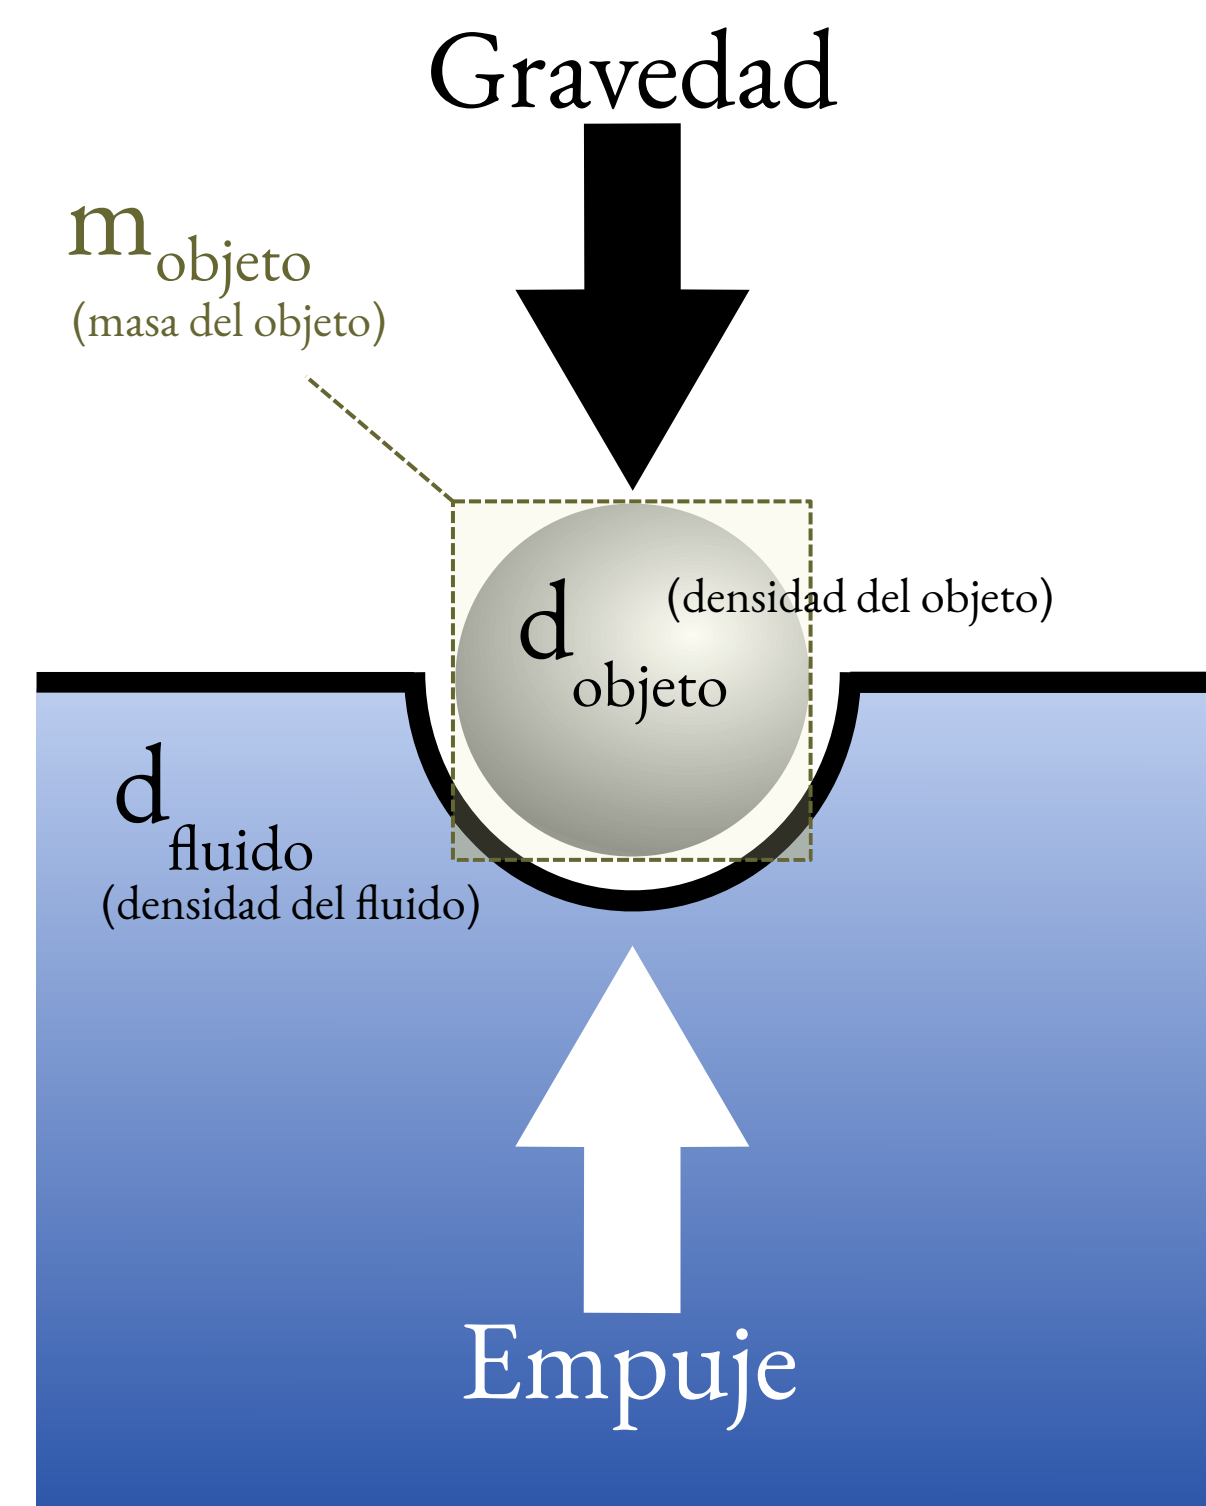 Gravedad
m objeto
(masa del objeto)
(densidad del objeto)
d objeto
d fluido
(densidad del fluido)
Empuje